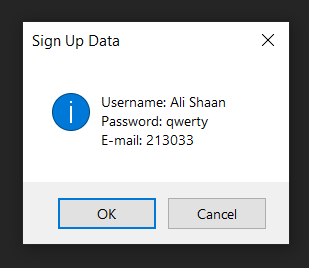 Sign Up Data
Username: Ali Shaan
Password: qwerty
E-mail: 213033
OK
Cancel